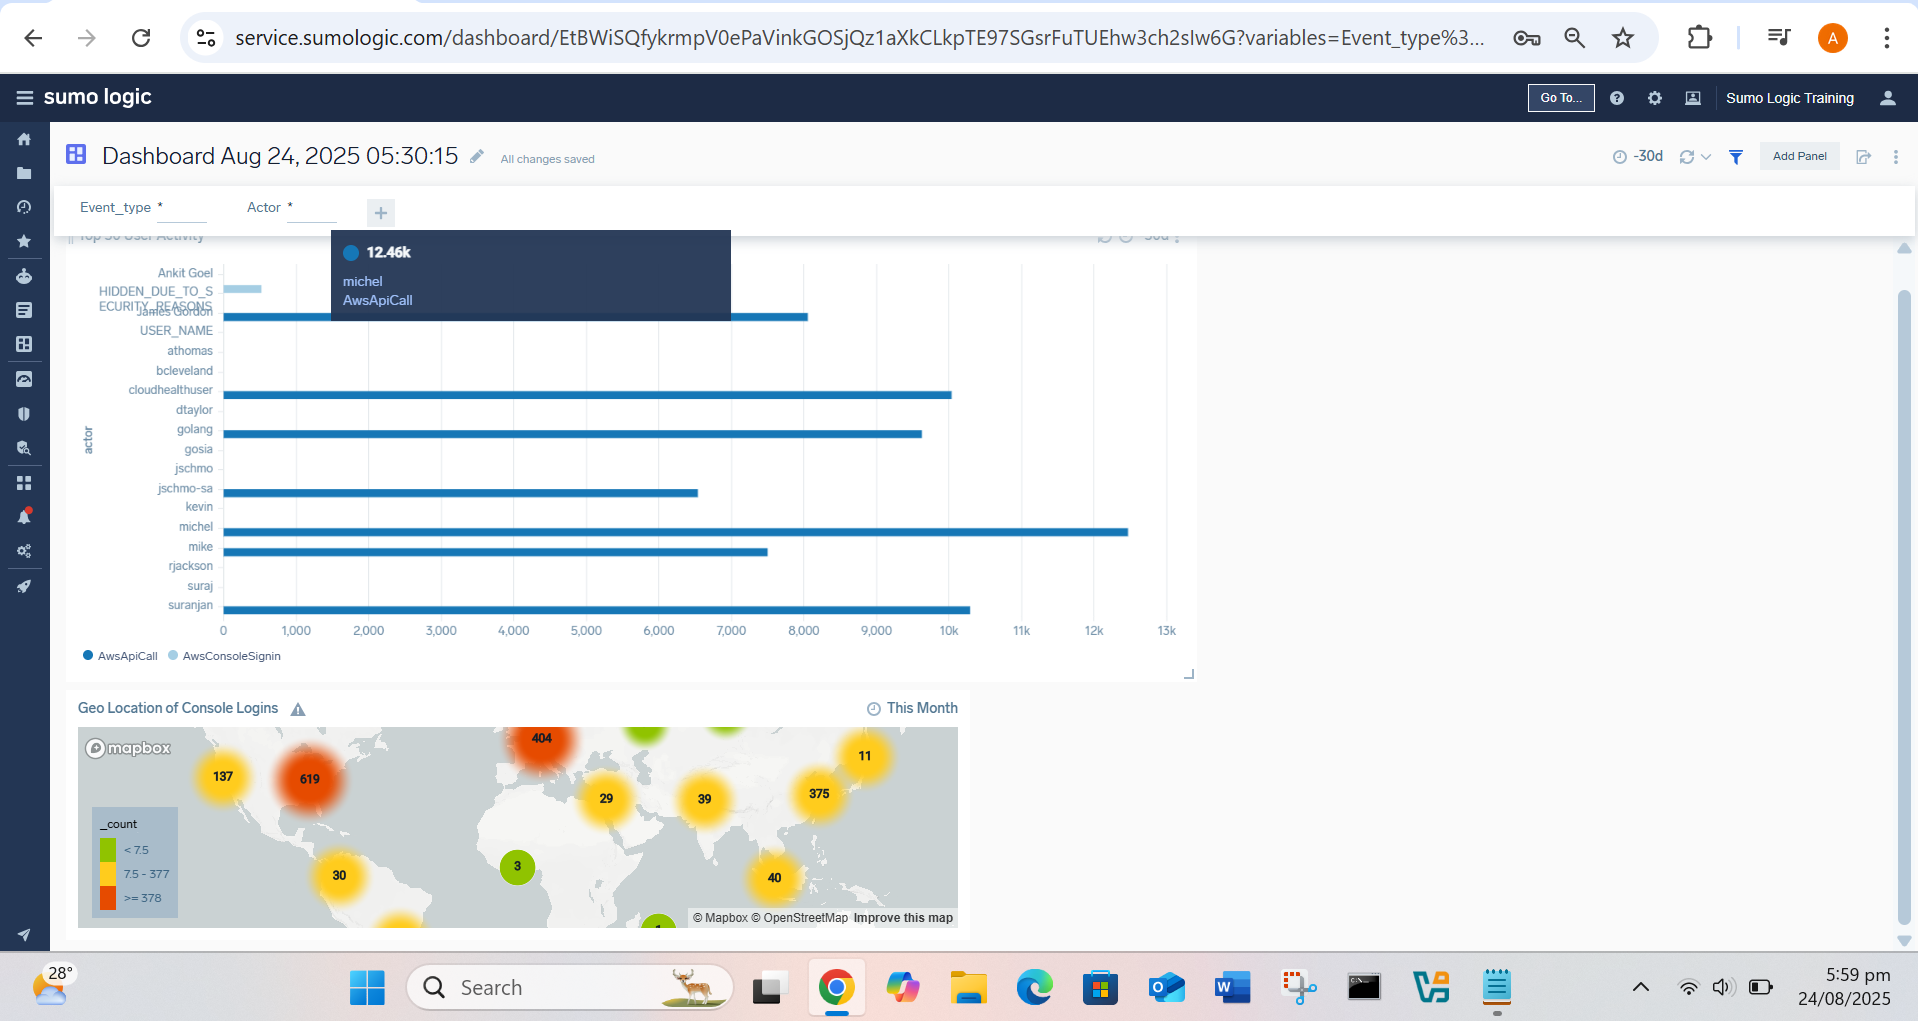 service.sumologic.com/dashboard/EtBWiSQfykrmpV0ePaVinkGOSjQz1aXkCLkpTE97SGsrFuTUEhw3ch2sIw6G?variables=Event_type%3...
A
sumo logic
Go To...
Sumo Logic Training
Dashboard Aug 24, 2025 05:30:15
All changes saved
-30d
Add Panel
Event_type *
Actor *
Top 50 User Activity
-30d
12.46k
michel
AwsApiCall
Ankit Goel
HIDDEN_DUE_TO_S
ECURITY_REASONS
James Gordon
USER_NAME
athomas
bcleveland
cloudhealthuser
dtaylor
golang
gosia
jschmo
jschmo-sa
kevin
michel
mike
rjackson
suraj
suranjan
actor
0 1,000 2,000 3,000 4,000 5,000 6,000 7,000 8,000 9,000 10k 11k 12k 13k
AwsApiCall AwsConsoleSignin
Geo Location of Console Logins
This Month
mapbox
404
11
137
619
29
39
375
3
30
40
_count
< 7.5
7.5 - 377
>= 378
© Mapbox © OpenStreetMap Improve this map
28°
Search
5:59 pm
24/08/2025